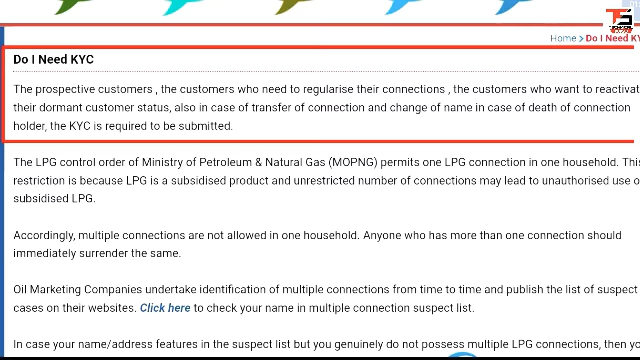 Home > Do I Need KY
Do I Need KYC
The prospective customers , the customers who need to regularise their connections , the customers who want to reactivat
their dormant customer status, also in case of transfer of connection and change of name in case of death of connection
holder, the KYC is required to be submitted.
The LPG control order of Ministry of Petroleum & Natural Gas (MOPNG) permits one LPG connection in one household. This
restriction is because LPG is a subsidised product and unrestricted number of connections may lead to unauthorised use o
subsidised LPG.
Accordingly, multiple connections are not allowed in one household. Anyone who has more than one connection should
immediately surrender the same.
Oil Marketing Companies undertake identification of multiple connections from time to time and publish the list of suspect
cases on their websites. Click here to check your name in multiple connection suspect list.
In case your name/address features in the suspect list but you genuinely do not possess multiple LPG connections, then yo